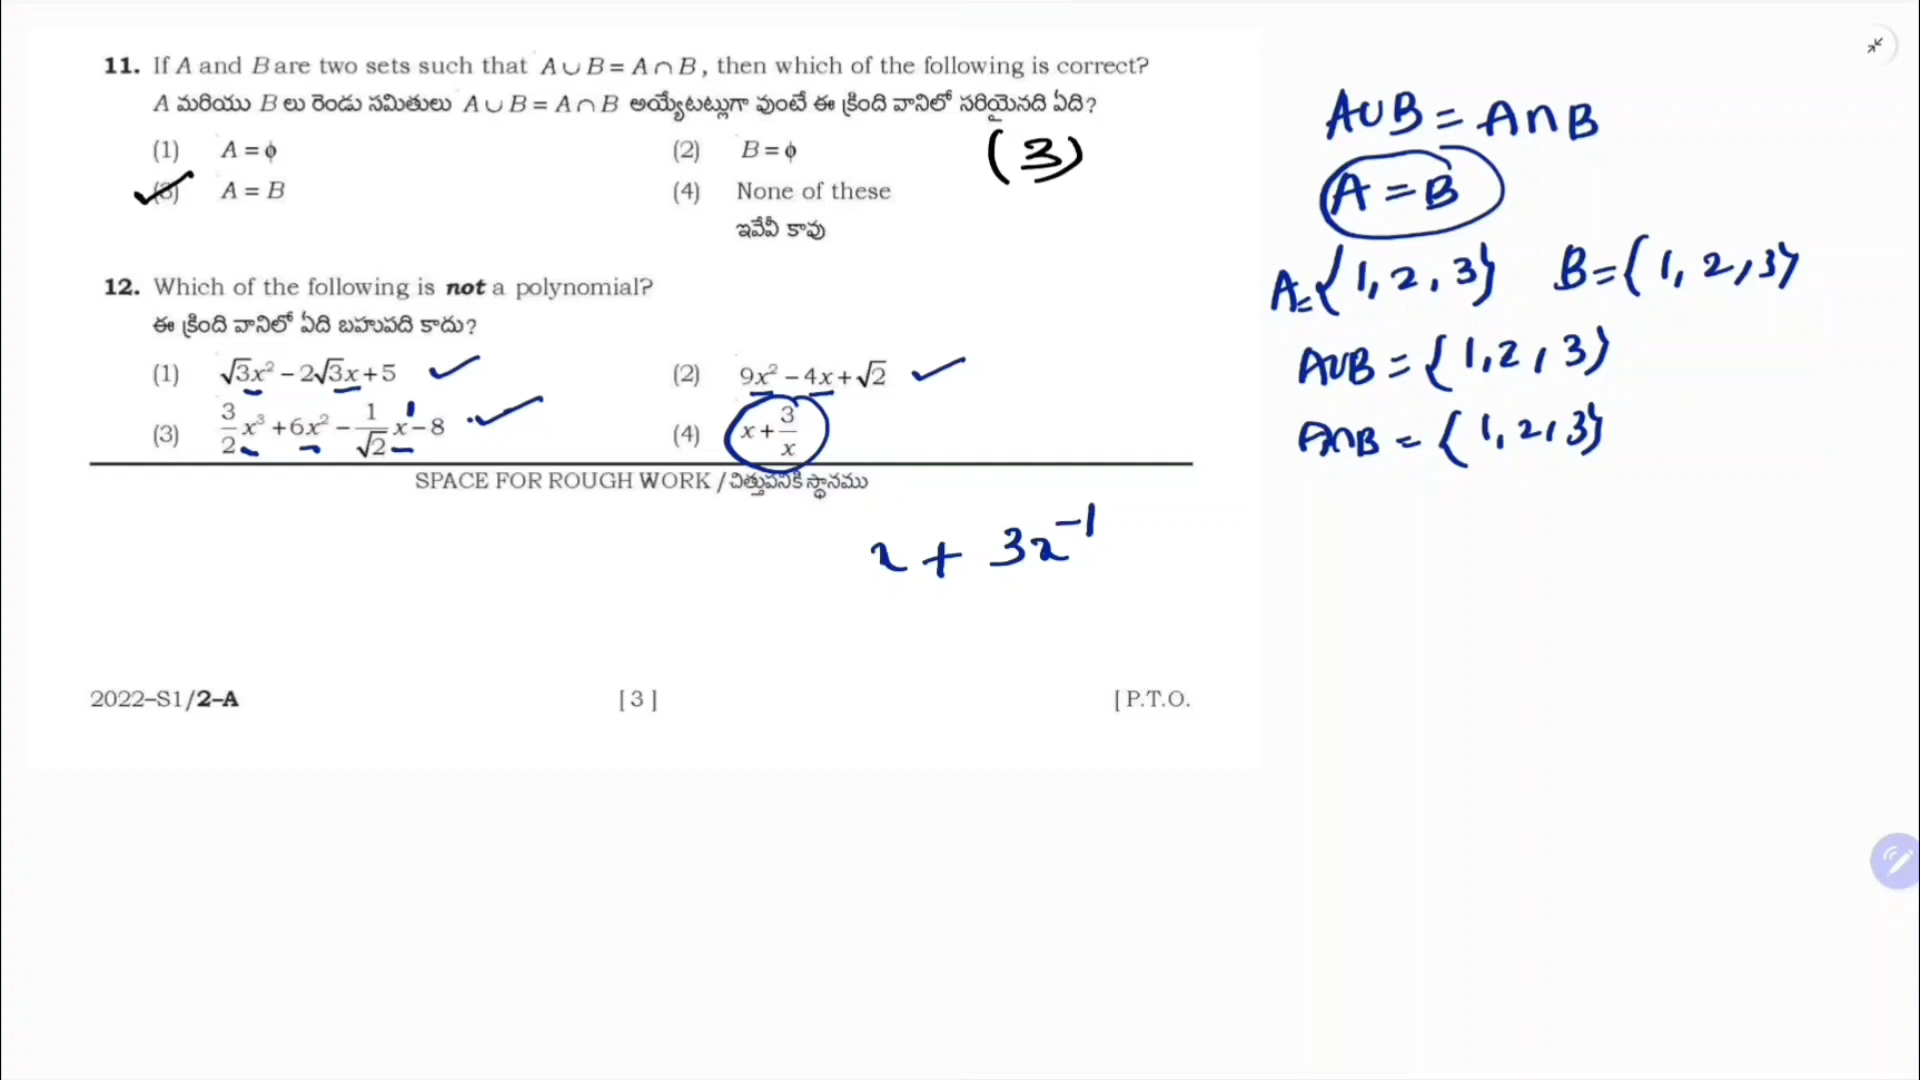 11. If A and B are two sets such that A∪B = A∩B, then which of the following is correct?
A మరియు B లు రెండు సమితులు A∪B = A∩B అయ్యేటట్లుగా వుంటే ఈ క్రింది వానిలో సరియైనది ఏది?
(1) A = ϕ (2) B = ϕ (3)
(3) A = B (4) None of these
ఇవేవీ కావు
12. Which of the following is not a polynomial?
ఈ క్రింది వానిలో ఏది బహుపది కాదు?
(1) √3x² − 2√3x + 5 (2) 9x² − 4x + √2
(3) 3/2 x³ + 6x² − 1/√2 x − 8 (4) x + 3/x
SPACE FOR ROUGH WORK / చిత్తుపనికి స్థానము
x + 3x⁻¹
2022–S1/2–A [ 3 ] [ P.T.O.
A∪B = A∩B
A = B
A = {1, 2, 3} B = {1, 2, 3}
A∪B = {1, 2, 3}
A∩B = {1, 2, 3}